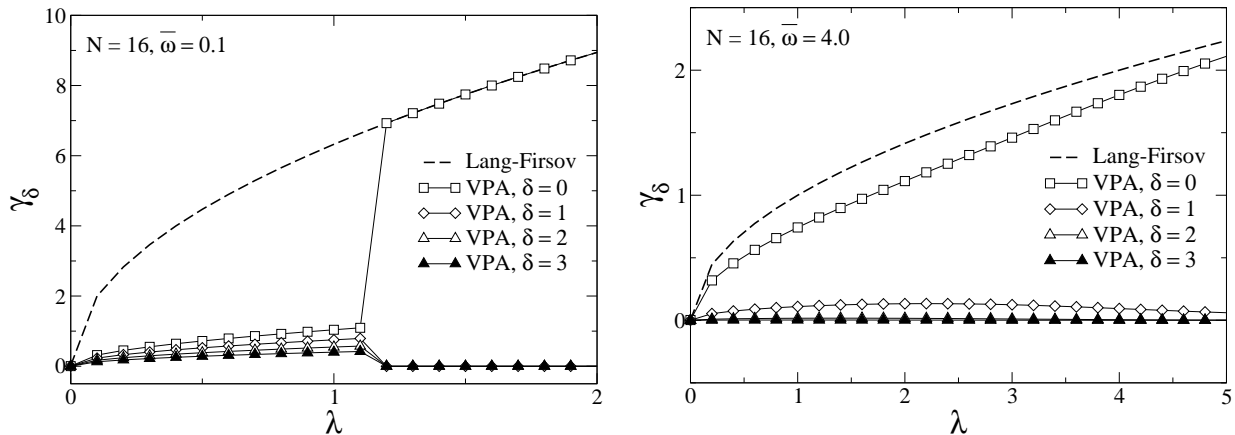 10
8
6
4
2
0
γδ
N = 16, ω̅ = 0.1
Lang-Firsov
VPA, δ = 0
VPA, δ = 1
VPA, δ = 2
VPA, δ = 3
0
1
2
λ
2
1
0
γδ
N = 16, ω̅ = 4.0
Lang-Firsov
VPA, δ = 0
VPA, δ = 1
VPA, δ = 2
VPA, δ = 3
0
1
2
3
4
5
λ